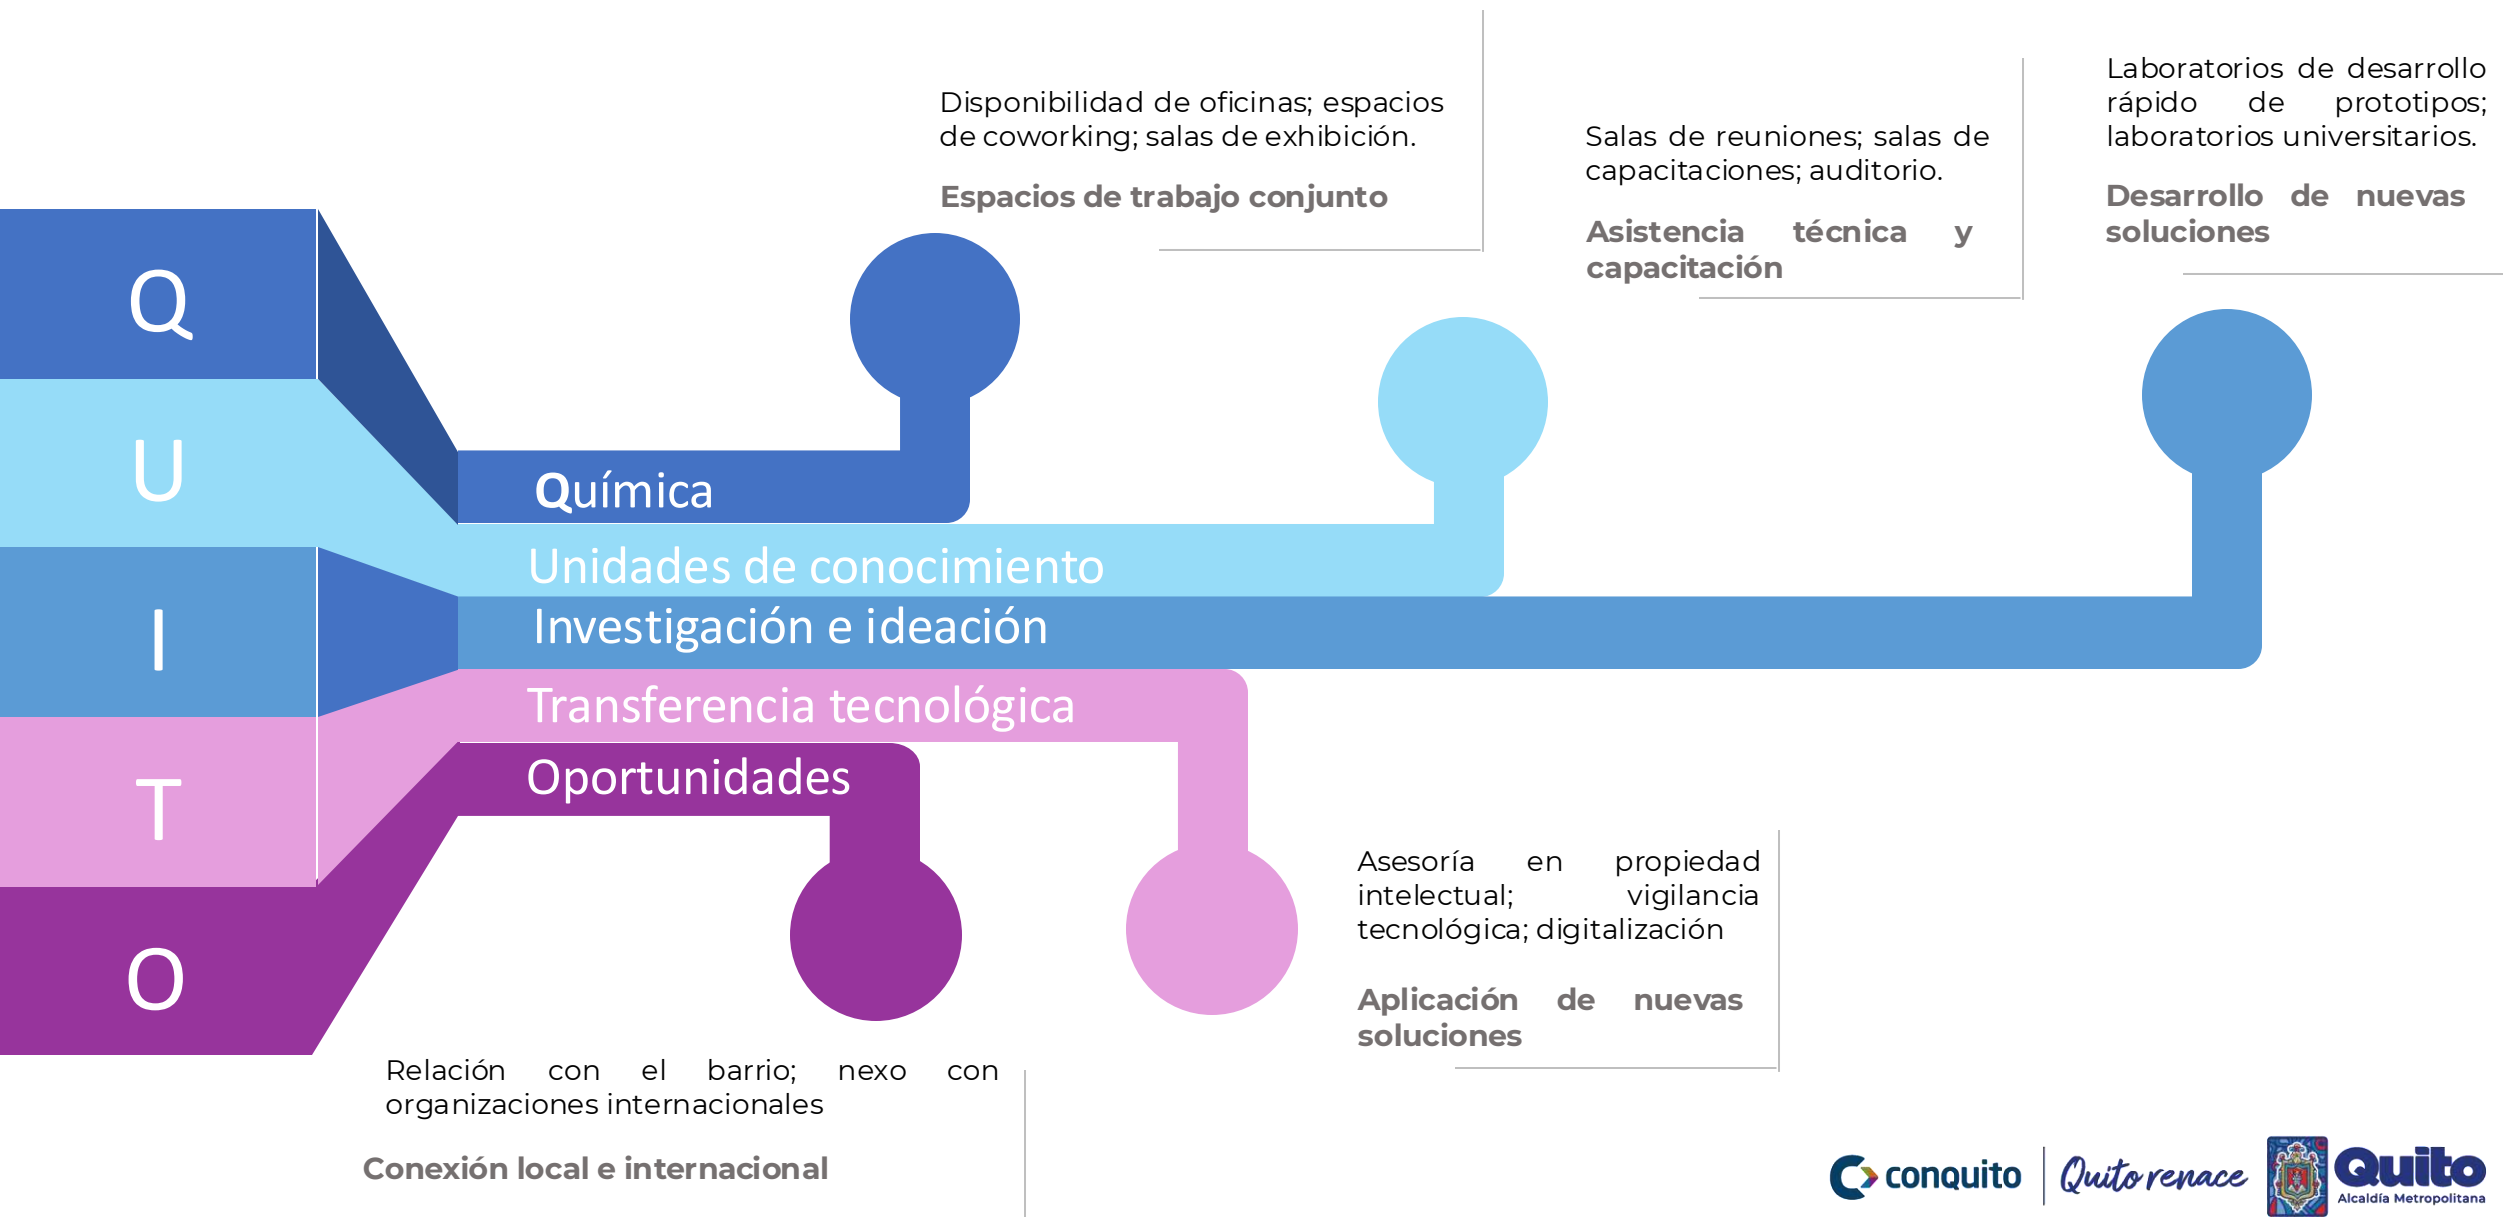 Disponibilidad de oficinas; espacios
de coworking; salas de exhibición.
Espacios de trabajo conjunto
Salas de reuniones; salas de
capacitaciones; auditorio.
Asistencia técnica y
capacitación
Laboratorios de desarrollo
rápido de prototipos;
laboratorios universitarios.
Desarrollo de nuevas
soluciones
Q
U
I
T
O
Química
Unidades de conocimiento
Investigación e ideación
Transferencia tecnológica
Oportunidades
Asesoría en propiedad
intelectual; vigilancia
tecnológica; digitalización
Aplicación de nuevas
soluciones
Relación con el barrio; nexo con
organizaciones internacionales
Conexión local e internacional
conquito
Quito renace
Quito
Alcaldía Metropolitana